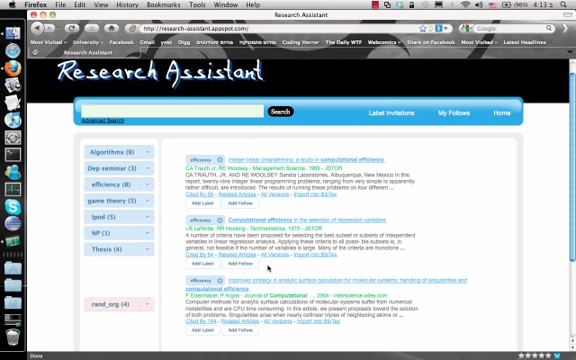 Firefox File Edit View History Bookmarks Tools Window Help
(96%) 4:13
Research Assistant
http://research-assistant.appspot.com/
Google
Most Visited University Gmail ynet Digg Coding Horror The Daily WTF Webcomics Share on Facebook Most Visited Latest Headlines
Research Assistant
Research Assistant
Search
Label Invitations My Follows Home
Advanced Search
Algorithms (9)
Dep seminar (3)
efficiency (8)
game theory (5)
lpod (5)
NP (1)
Thesis (4)
rand_org (4)
efficiency Integer linear programming: a study in computational efficiency
CA Trauth Jr, RE Woolsey - Management Science, 1969 - JSTOR
CA TRAUTH, JR. AND RE WOOLSEY Sandia Laboratories, Albuquerque, New Mexico In this
report, twenty-nine integer linear programming problems, ranging from very simple to apparently
rather difficult, are introduced. The results of running these problems on four different ...
Cited By 69 - Related Articles - All Versions - Import into BibTex
Add Label Add Follow
efficiency Computational efficiency in the selection of regression variables
LR LaMotte, RR Hocking - Technometrics, 1970 - JSTOR
A number of criteria have been proposed for selecting the best subset or subsets of independent
variables in linear regression analysis. Applying these criteria to all possi- ble subsets is, in
general, not feasible if the number of variables is large. Many of the criteria are monotone ...
Cited By 64 - Related Articles - All Versions - Import into BibTex
Add Label Add Follow
efficiency Improved strategy in analytic surface calculation for molecular systems: handling of singularities and
computational efficiency
F Eisenhaber, P Argos - Journal of Computational ..., 2004 - interscience.wiley.com
Computer methods for analytic surface calculations of molecular systems suffer from numerical
instabilities and are CPU time consuming. In this article, we present proposals toward the solution
of both problems. Singularities arise when nearly collinear triples of neighboring atoms or ...
Cited By 144 - Related Articles - All Versions - Import into BibTex
Add Label Add Follow
Done